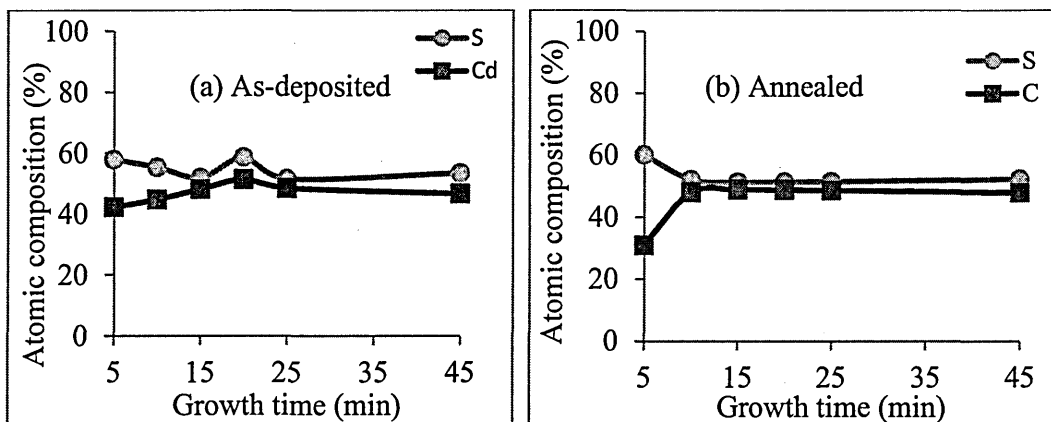 Atomic composition (%)
100
80
60
40
20
0
S
Cd
(a) As-deposited
5
15
25
35
45
Growth time (min)
Atomic composition (%)
100
80
60
40
20
0
S
C
(b) Annealed
5
15
25
35
45
Growth time (min)